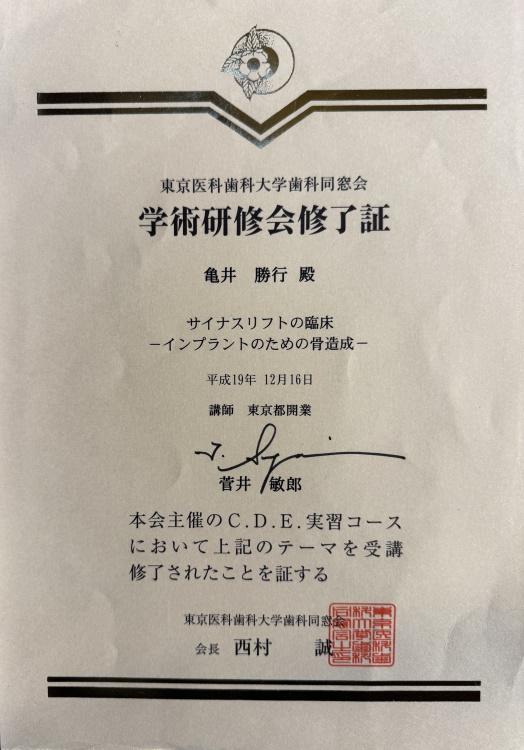 東京医科歯科大学歯科同窓会
学術研修会修了証
亀井 勝行 殿
サイナスリフトの臨床
−インプラントのための骨造成−
平成19年 12月16日
講師 東京都開業
菅井 敏郎
本会主催のC.D.E.実習コース
において上記のテーマを受講
修了されたことを証する
東京医科歯科大学歯科同窓会
会長 西村 誠